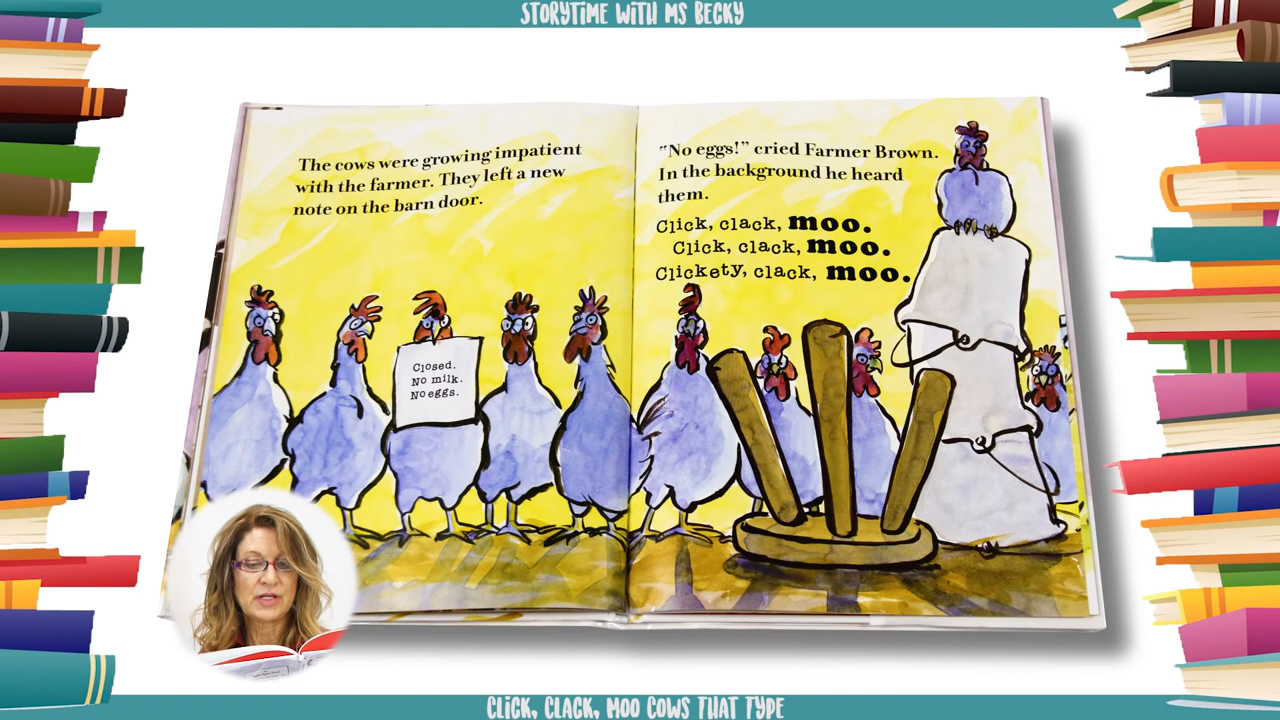 STORYTIME WITH MS BECKY
The cows were growing impatient
with the farmer. They left a new
note on the barn door.
Closed.
No milk.
No eggs.
"No eggs!" cried Farmer Brown.
In the background he heard
them.
Click, clack, moo.
Click, clack, moo.
Clickety, clack, moo.
CLICK, CLACK, MOO COWS THAT TYPE